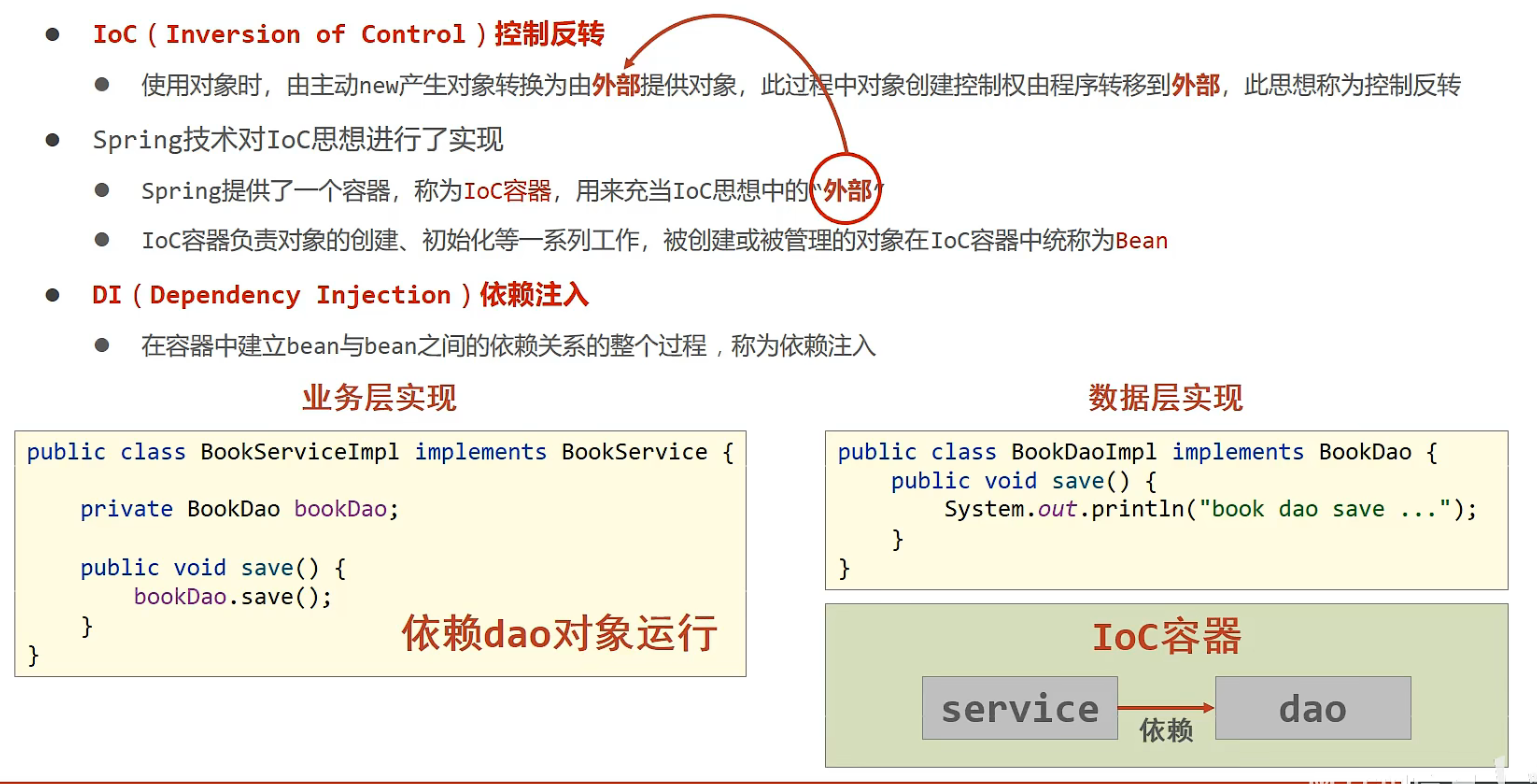 IoC（Inversion of Control）控制反转
使用对象时，由主动new产生对象转换为由外部提供对象，此过程中对象创建控制权由程序转移到外部，此思想称为控制反转
Spring技术对IoC思想进行了实现
Spring提供了一个容器，称为IoC容器，用来充当IoC思想中的“外部”
IoC容器负责对象的创建、初始化等一系列工作，被创建或被管理的对象在IoC容器中统称为Bean
DI（Dependency Injection）依赖注入
在容器中建立bean与bean之间的依赖关系的整个过程，称为依赖注入
业务层实现
public class BookServiceImpl implements BookService {
private BookDao bookDao;
public void save() {
bookDao.save();
}
}
依赖dao对象运行
数据层实现
public class BookDaoImpl implements BookDao {
public void save() {
System.out.println("book dao save ...");
}
}
IoC容器
service
依赖
dao